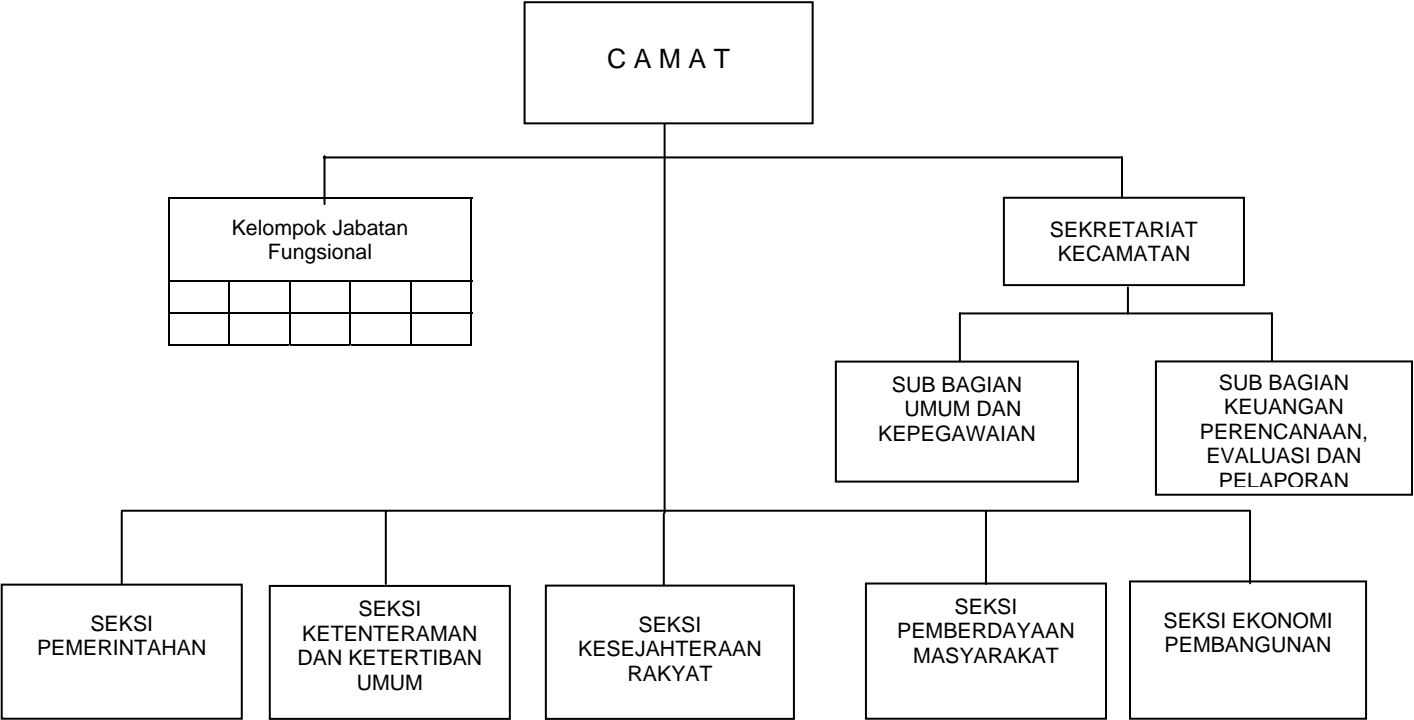 C A M A T
Kelompok Jabatan
Fungsional
SEKRETARIAT
KECAMATAN
SUB BAGIAN
UMUM DAN
KEPEGAWAIAN
SUB BAGIAN
KEUANGAN
PERENCANAAN,
EVALUASI DAN
PELAPORAN
SEKSI
PEMERINTAHAN
SEKSI
KETENTERAMAN
DAN KETERTIBAN
UMUM
SEKSI
KESEJAHTERAAN
RAKYAT
SEKSI
PEMBERDAYAAN
MASYARAKAT
SEKSI EKONOMI
PEMBANGUNAN